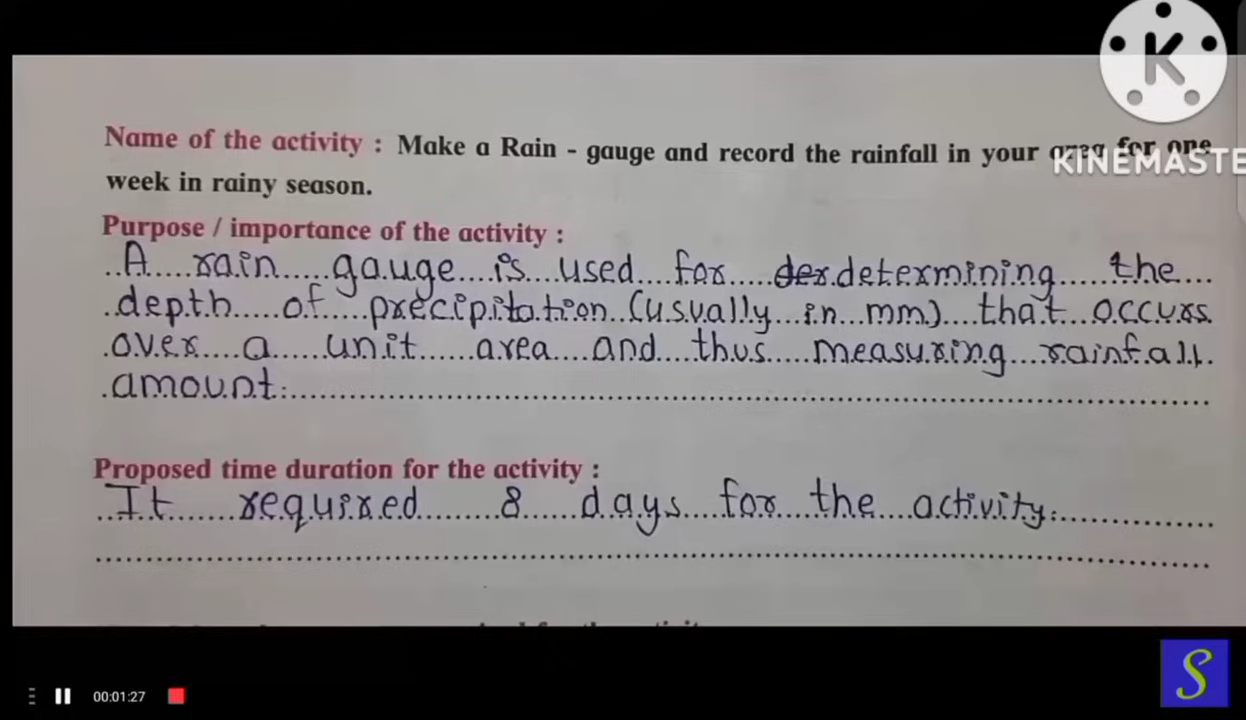 K
Name of the activity : Make a Rain - gauge and record the rainfall in your area for one
KINEMASTE
week in rainy season.
Purpose / importance of the activity :
A rain gauge is used for der determining the
depth of precipitation (usually in mm) that occurs
over a unit area and thus measuring rainfall
amount.
Proposed time duration for the activity :
It required 8 days for the activity.
00:01:27
S